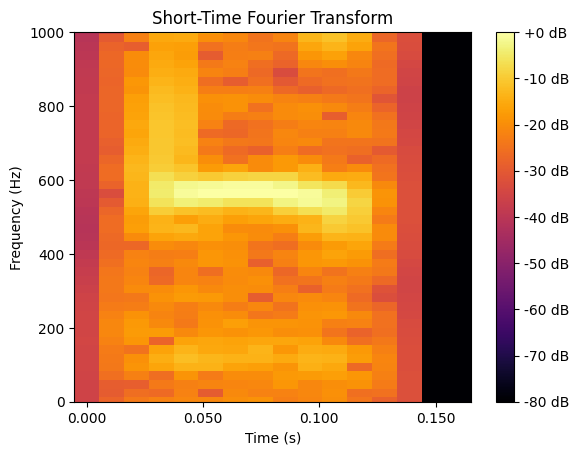 Short-Time Fourier Transform
1000
800
600
400
200
0
Frequency (Hz)
0.000
0.050
0.100
0.150
Time (s)
+0 dB
-10 dB
-20 dB
-30 dB
-40 dB
-50 dB
-60 dB
-70 dB
-80 dB